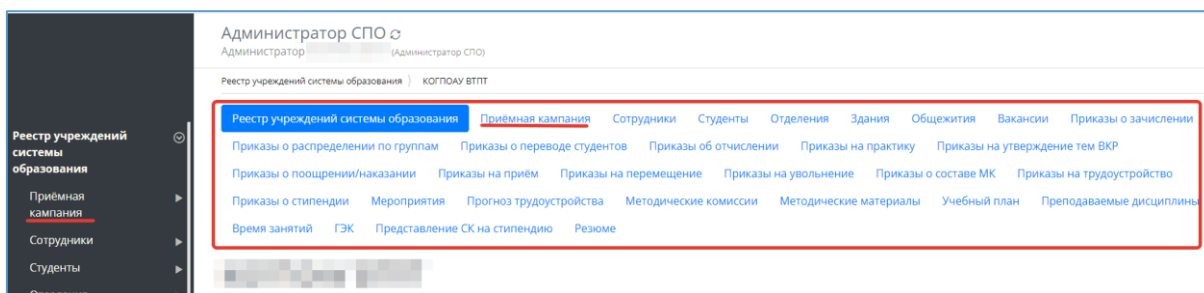 Администратор СПО
Администратор (Администратор СПО)
Реестр учреждений системы образования КОГПОАУ ВТПТ
Реестр учреждений системы образования Приёмная кампания Сотрудники Студенты Отделения Здания Общежития Вакансии Приказы о зачислении
Приказы о распределении по группам Приказы о переводе студентов Приказы об отчислении Приказы на практику Приказы на утверждение тем ВКР
Приказы о поощрении/наказании Приказы на приём Приказы на перемещение Приказы на увольнение Приказы о составе МК Приказы на трудоустройство
Приказы о стипендии Мероприятия Прогноз трудоустройства Методические комиссии Методические материалы Учебный план Преподаваемые дисциплины
Время занятий ГЭК Представление СК на стипендию Резюме
Реестр учреждений
системы
образования
Приёмная
кампания
Сотрудники
Студенты